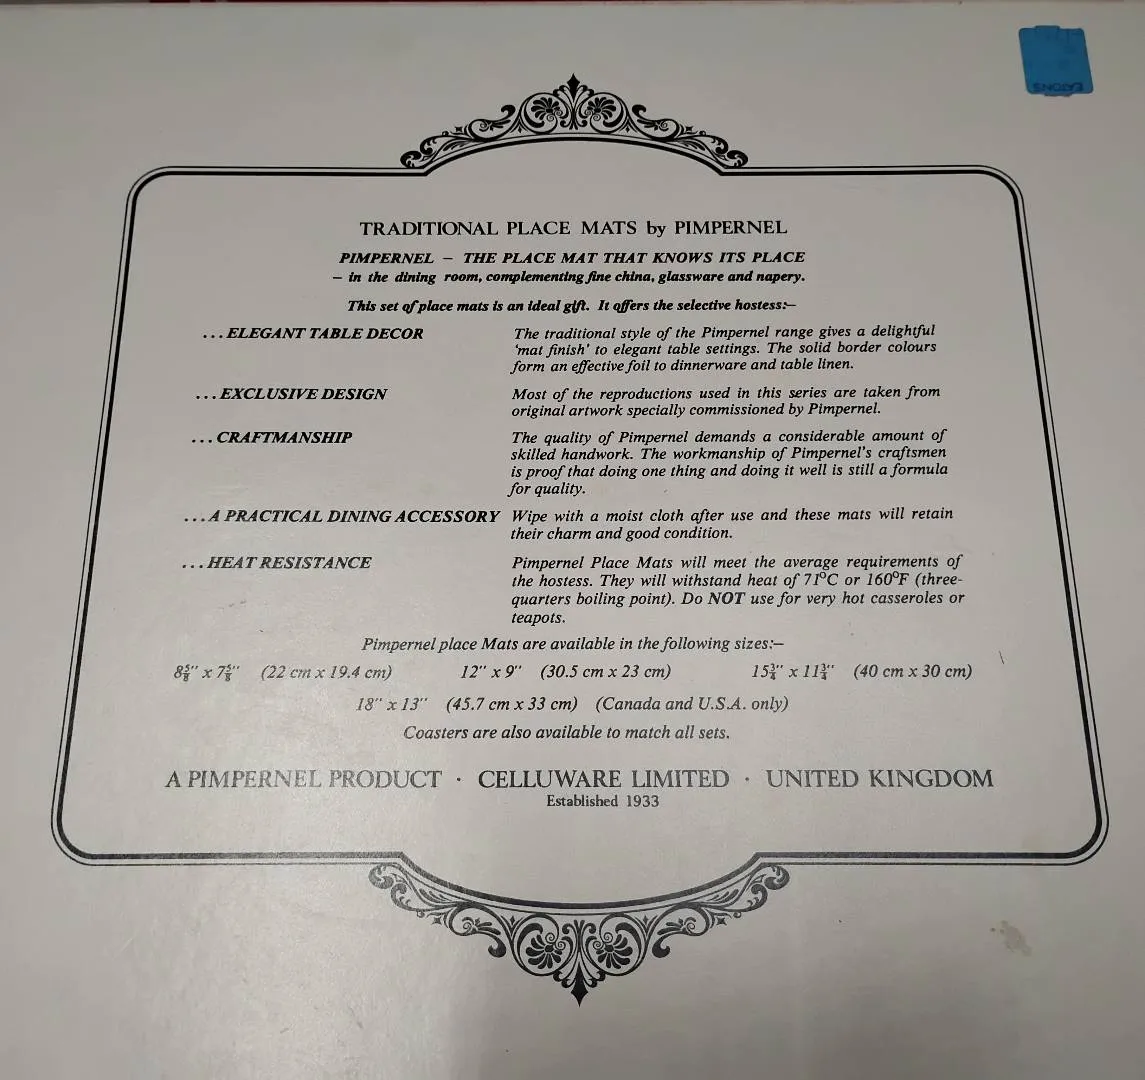 EATON'S
TRADITIONAL PLACE MATS by PIMPERNEL
PIMPERNEL – THE PLACE MAT THAT KNOWS ITS PLACE
– in the dining room, complementing fine china, glassware and napery.
This set of place mats is an ideal gift. It offers the selective hostess:–
...ELEGANT TABLE DECOR The traditional style of the Pimpernel range gives a delightful
'mat finish' to elegant table settings. The solid border colours
form an effective foil to dinnerware and table linen.
...EXCLUSIVE DESIGN Most of the reproductions used in this series are taken from
original artwork specially commissioned by Pimpernel.
...CRAFTMANSHIP The quality of Pimpernel demands a considerable amount of
skilled handwork. The workmanship of Pimpernel's craftsmen
is proof that doing one thing and doing it well is still a formula
for quality.
...A PRACTICAL DINING ACCESSORY Wipe with a moist cloth after use and these mats will retain
their charm and good condition.
...HEAT RESISTANCE Pimpernel Place Mats will meet the average requirements of
the hostess. They will withstand heat of 71°C or 160°F (three-
quarters boiling point). Do NOT use for very hot casseroles or
teapots.
Pimpernel place Mats are available in the following sizes:–
8⅝" x 7⅝" (22 cm x 19.4 cm) 12" x 9" (30.5 cm x 23 cm) 15¾" x 11¾" (40 cm x 30 cm)
18" x 13" (45.7 cm x 33 cm) (Canada and U.S.A. only)
Coasters are also available to match all sets.
A PIMPERNEL PRODUCT · CELLUWARE LIMITED · UNITED KINGDOM
Established 1933